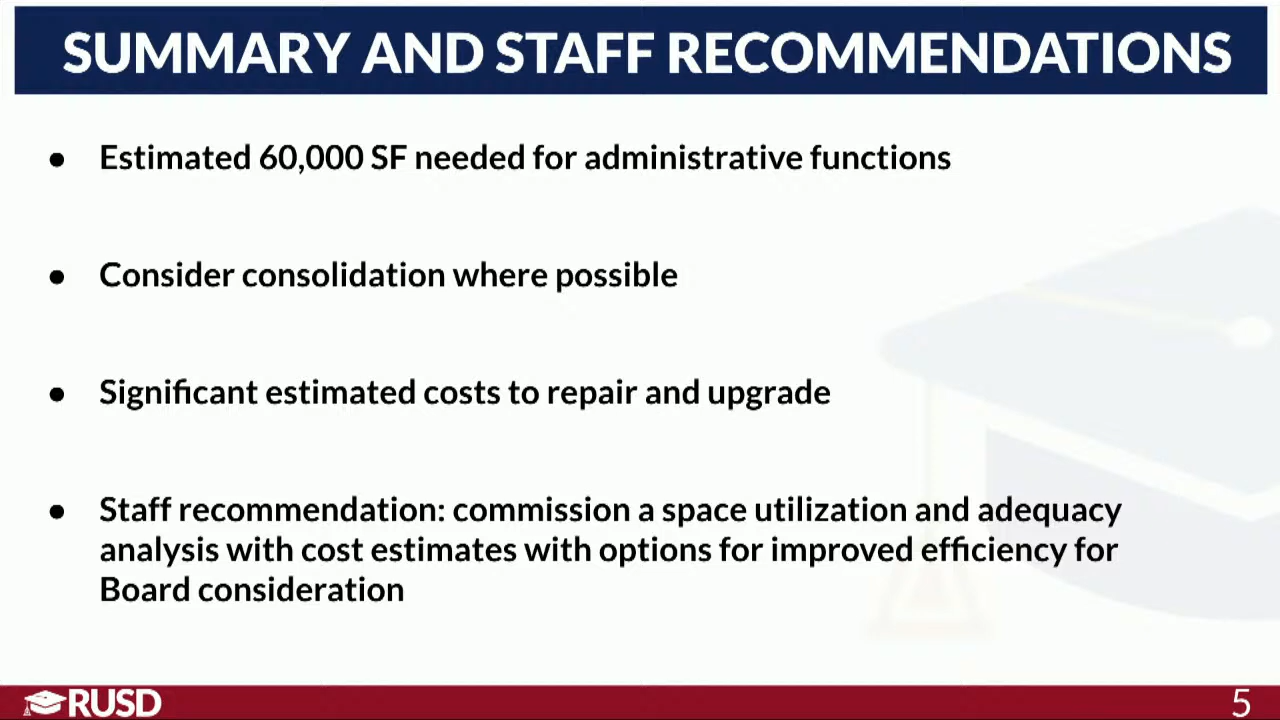 SUMMARY AND STAFF RECOMMENDATIONS
● Estimated 60,000 SF needed for administrative functions
● Consider consolidation where possible
● Significant estimated costs to repair and upgrade
● Staff recommendation: commission a space utilization and adequacy
analysis with cost estimates with options for improved efficiency for
Board consideration
RUSD
5